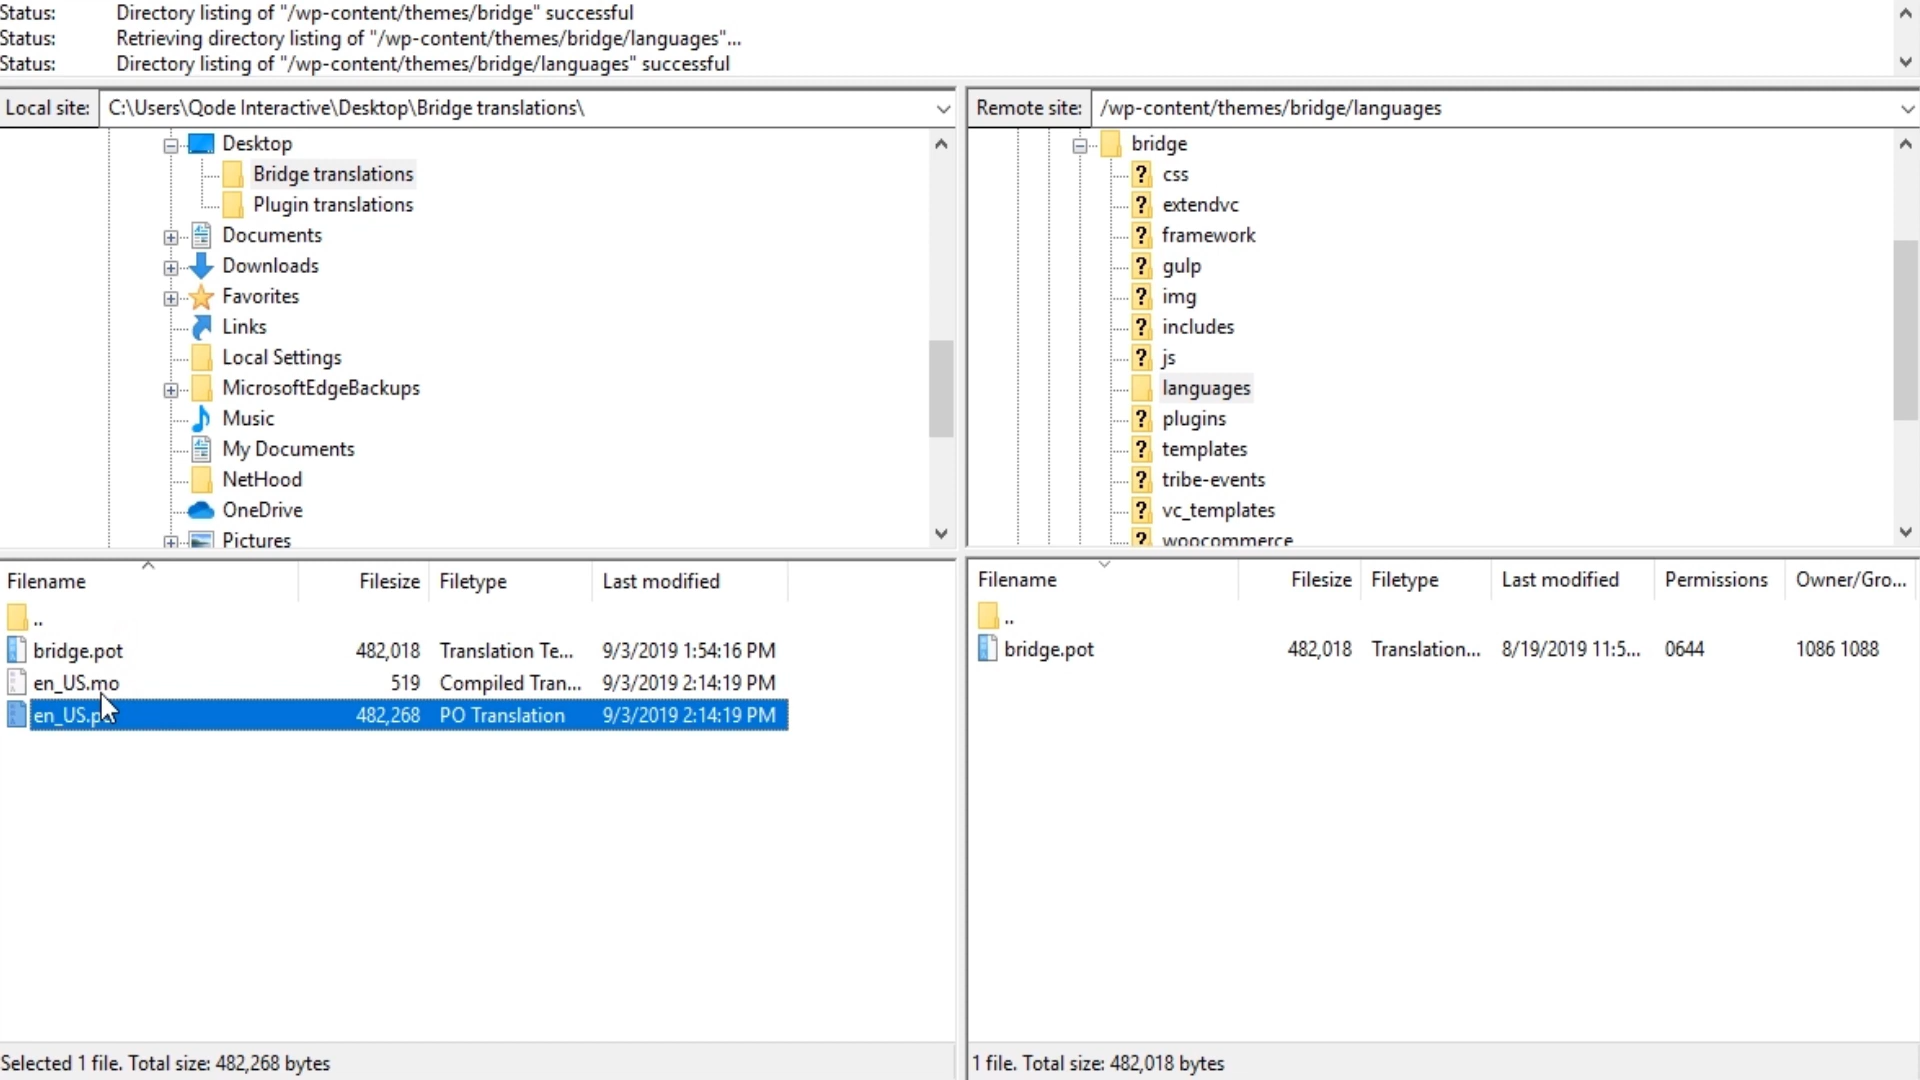 Status: Directory listing of "/wp-content/themes/bridge" successful
Status: Retrieving directory listing of "/wp-content/themes/bridge/languages"...
Status: Directory listing of "/wp-content/themes/bridge/languages" successful
Local site: C:\Users\Qode Interactive\Desktop\Bridge translations\
Desktop
Bridge translations
Plugin translations
Documents
Downloads
Favorites
Links
Local Settings
MicrosoftEdgeBackups
Music
My Documents
NetHood
OneDrive
Pictures
Remote site: /wp-content/themes/bridge/languages
bridge
? css
? extendvc
? framework
? gulp
? img
? includes
? js
languages
? plugins
? templates
? tribe-events
? vc_templates
? woocommerce
Filename Filesize Filetype Last modified
..
bridge.pot 482,018 Translation Te... 9/3/2019 1:54:16 PM
en_US.mo 519 Compiled Tran... 9/3/2019 2:14:19 PM
en_US.p 482,268 PO Translation 9/3/2019 2:14:19 PM
Selected 1 file. Total size: 482,268 bytes
Filename Filesize Filetype Last modified Permissions Owner/Gro...
..
bridge.pot 482,018 Translation... 8/19/2019 11:5... 0644 1086 1088
1 file. Total size: 482,018 bytes